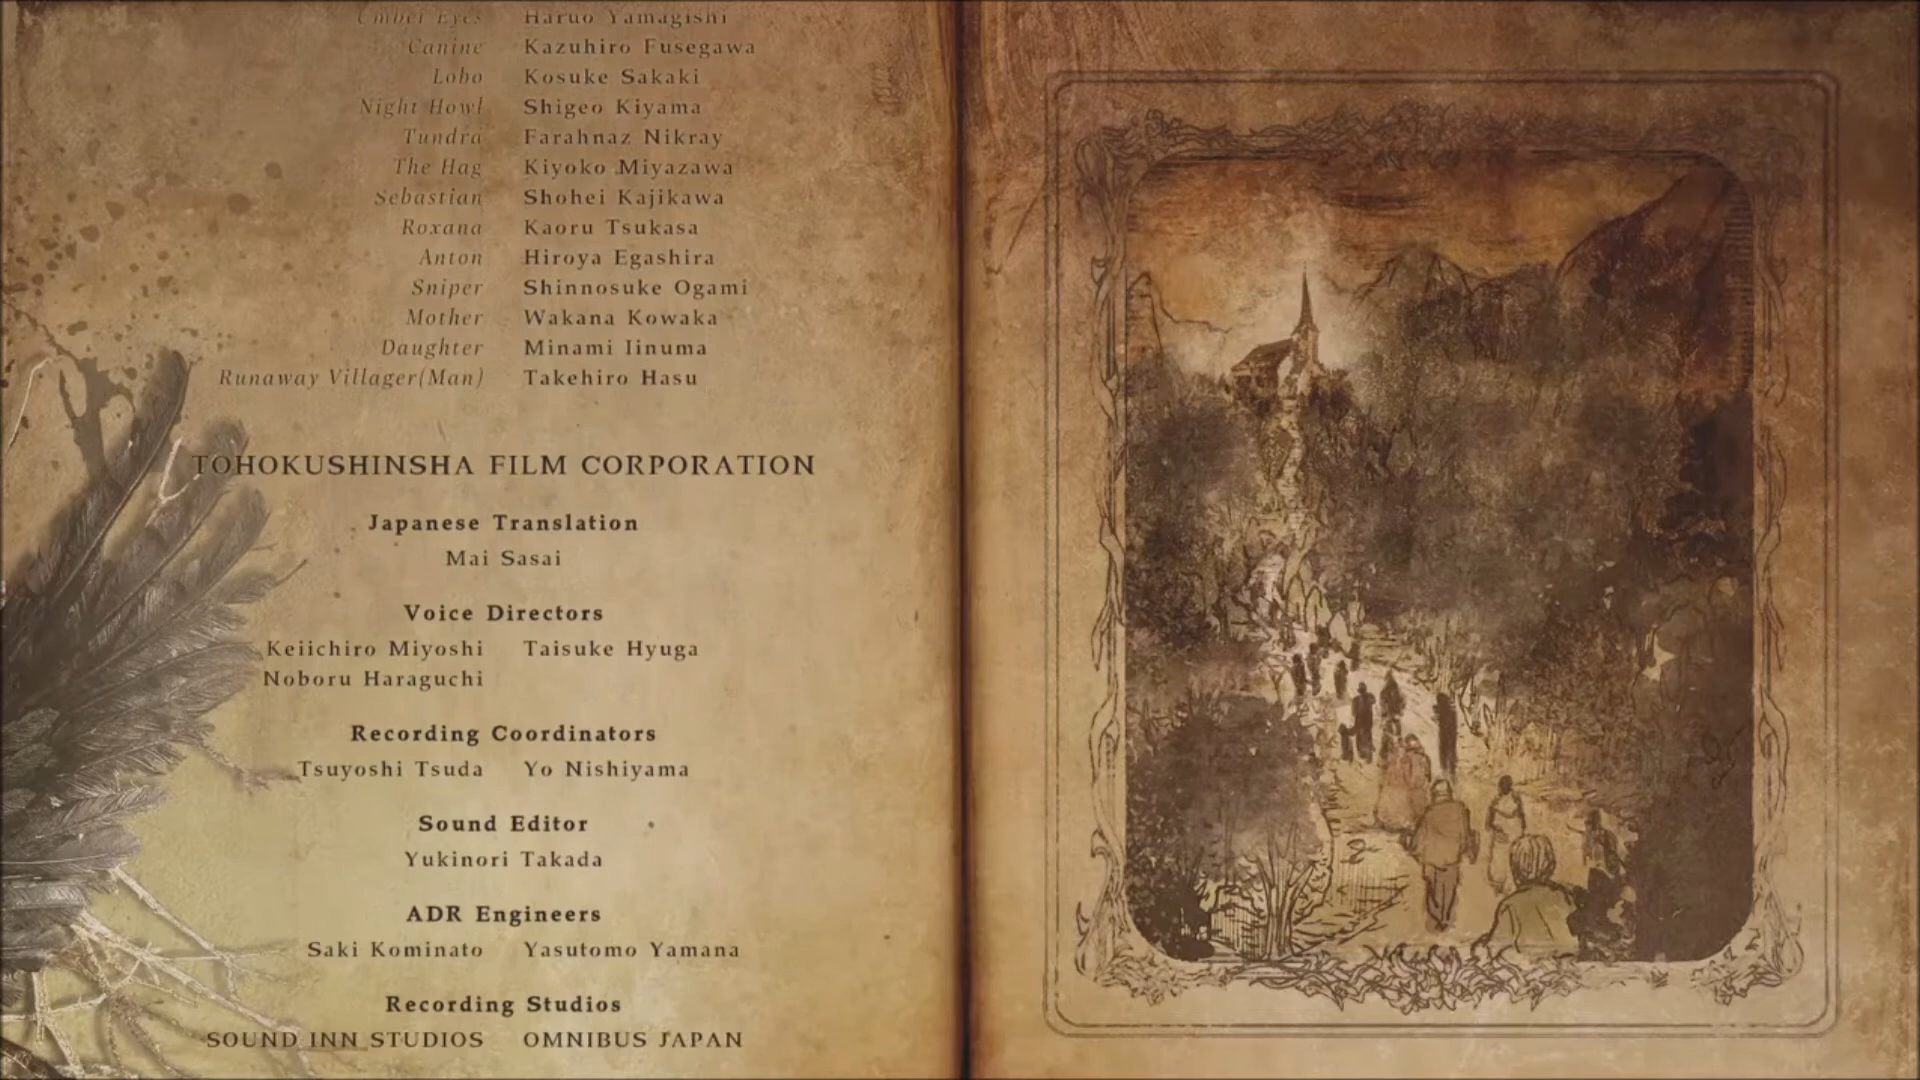 Ember Eyes Haruo Yamagishi
Canine Kazuhiro Fusegawa
Lobo Kosuke Sakaki
Night Howl Shigeo Kiyama
Tundra Farahnaz Nikray
The Hag Kiyoko Miyazawa
Sebastian Shohei Kajikawa
Roxana Kaoru Tsukasa
Anton Hiroya Egashira
Sniper Shinnosuke Ogami
Mother Wakana Kowaka
Daughter Minami Iinuma
Runaway Villager(Man) Takehiro Hasu
TOHOKUSHINSHA FILM CORPORATION
Japanese Translation
Mai Sasai
Voice Directors
Keiichiro Miyoshi Taisuke Hyuga
Noboru Haraguchi
Recording Coordinators
Tsuyoshi Tsuda Yo Nishiyama
Sound Editor
Yukinori Takada
ADR Engineers
Saki Kominato Yasutomo Yamana
Recording Studios
SOUND INN STUDIOS OMNIBUS JAPAN